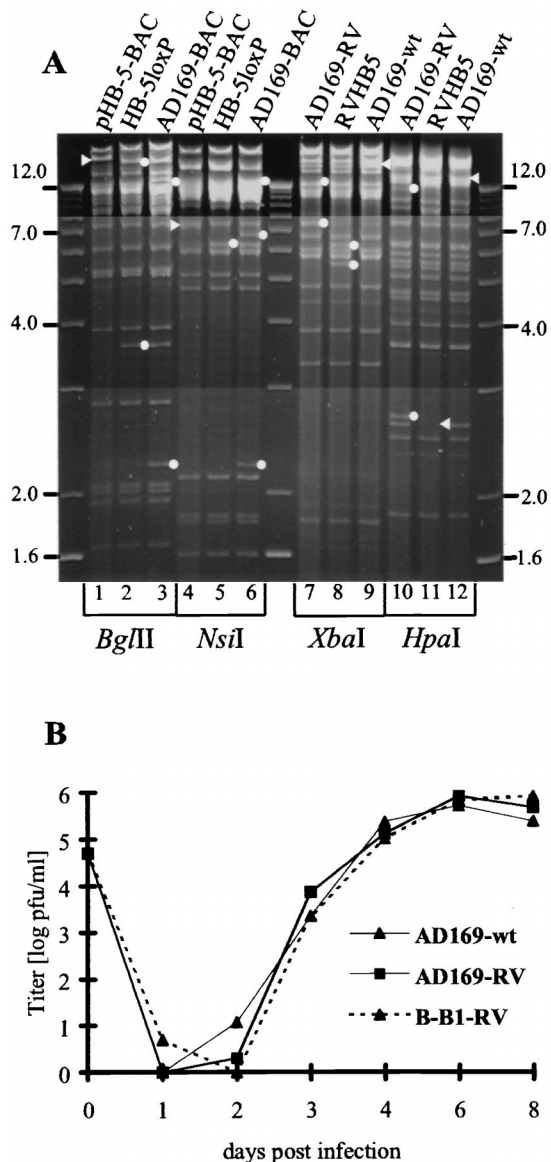 A
pHB-5-BAC
HB-5loxP
AD169-BAC
pHB-5-BAC
HB-5loxP
AD169-BAC
AD169-RV
RVHB5
AD169-wt
AD169-RV
RVHB5
AD169-wt
12.0 12.0
7.0 7.0
4.0 4.0
2.0 2.0
1.6 1.6
1 2 3 4 5 6 7 8 9 10 11 12
BglII NsiI XbaI HpaI
B
Titer [log pfu/ml]
6
5
4
3
2
1
0
AD169-wt
AD169-RV
B-B1-RV
0 1 2 3 4 6 8
days post infection